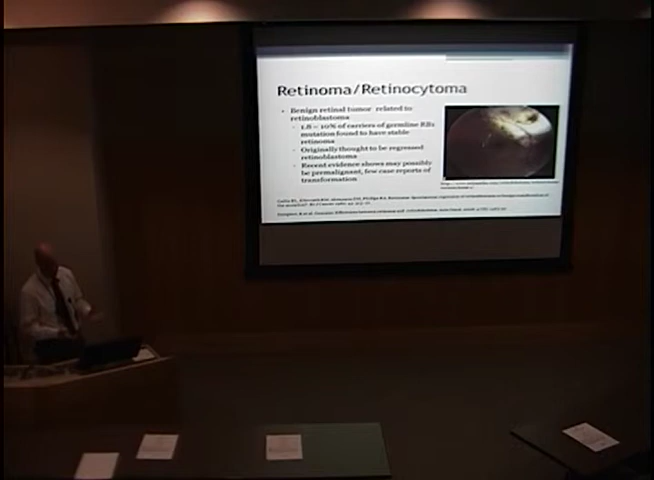 Retinoma/Retinocytoma
Benign retinal tumor related to
retinoblastoma
1.8 – 10% of carriers of germline RB1
mutation found to have stable
retinoma
Originally thought to be regressed
retinoblastoma
Recent evidence shows may possibly
be premalignant, few case reports of
transformation